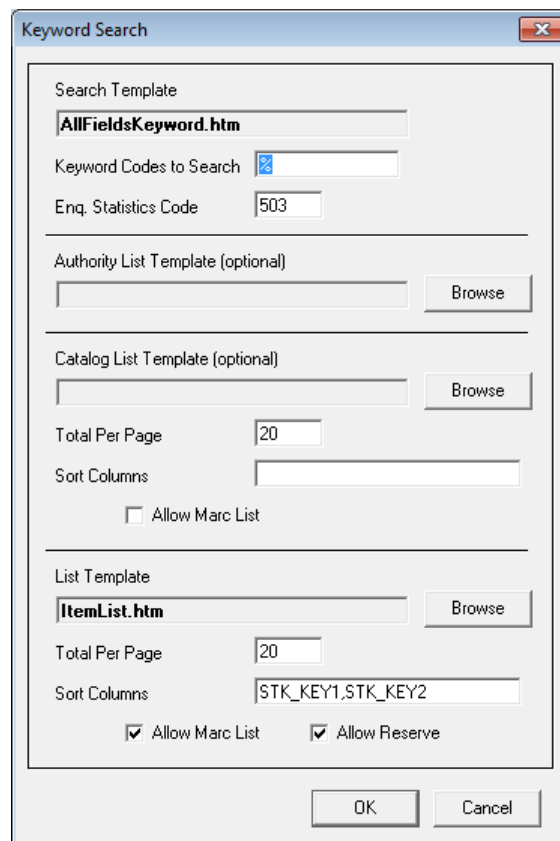 Keyword Search
Search Template
AllFieldsKeyword.htm
Keyword Codes to Search %
Enq. Statistics Code 503
Authority List Template (optional)
Browse
Catalog List Template (optional)
Browse
Total Per Page 20
Sort Columns
Allow Marc List
List Template
ItemList.htm Browse
Total Per Page 20
Sort Columns STK_KEY1,STK_KEY2
Allow Marc List Allow Reserve
OK Cancel